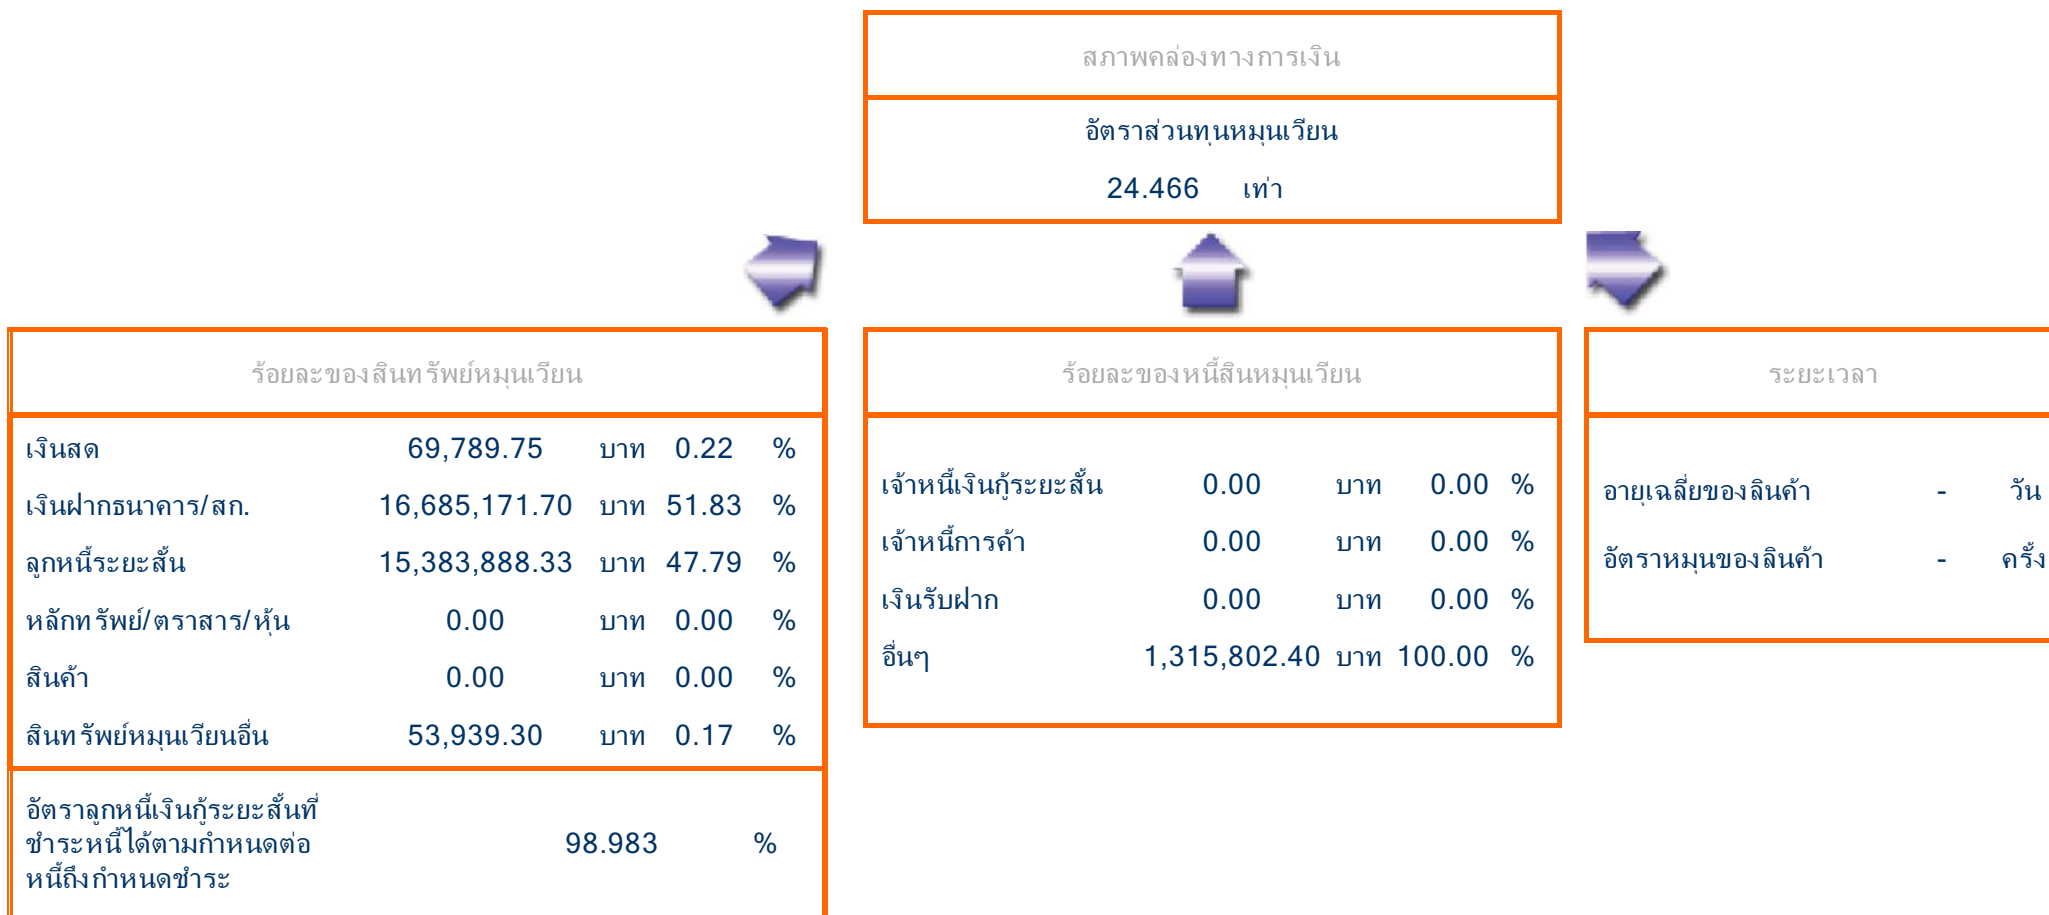 สภาพคล่องทางการเงิน
อัตราส่วนทุนหมุนเวียน
24.466 เท่า
ร้อยละของสินทรัพย์หมุนเวียน
เงินสด 69,789.75 บาท 0.22 %
เงินฝากธนาคาร/สก. 16,685,171.70 บาท 51.83 %
ลูกหนี้ระยะสั้น 15,383,888.33 บาท 47.79 %
หลักทรัพย์/ตราสาร/หุ้น 0.00 บาท 0.00 %
สินค้า 0.00 บาท 0.00 %
สินทรัพย์หมุนเวียนอื่น 53,939.30 บาท 0.17 %
อัตราลูกหนี้เงินกู้ระยะสั้นที่
ชำระหนี้ได้ตามกำหนดต่อ 98.983 %
หนี้ถึงกำหนดชำระ
ร้อยละของหนี้สินหมุนเวียน
เจ้าหนี้เงินกู้ระยะสั้น 0.00 บาท 0.00 %
เจ้าหนี้การค้า 0.00 บาท 0.00 %
เงินรับฝาก 0.00 บาท 0.00 %
อื่นๆ 1,315,802.40 บาท 100.00 %
ระยะเวลา
อายุเฉลี่ยของลินค้า - วัน
อัตราหมุนของลินค้า - ครั้ง